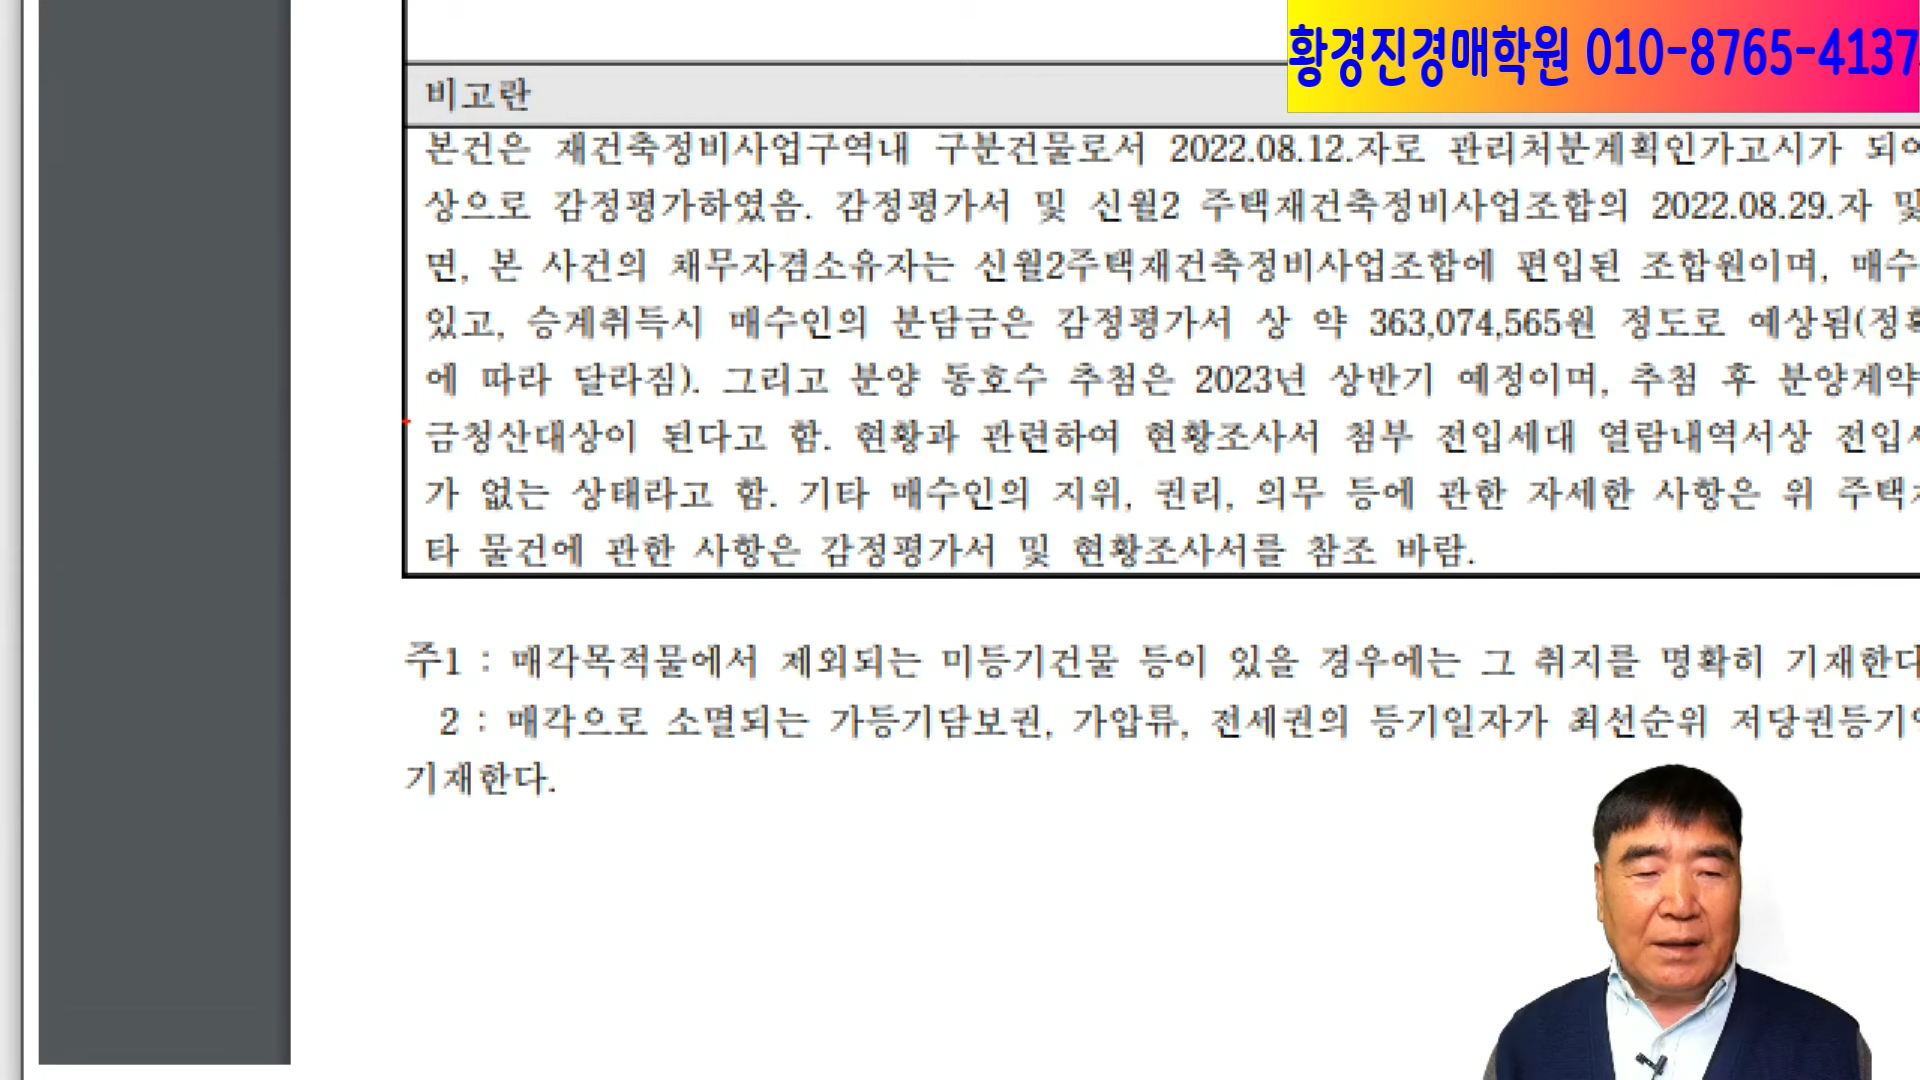 황경진경매학원 010-8765-4137
비고란
본건은 재건축정비사업구역내 구분건물로서 2022.08.12.자로 관리처분계획인가고시가
상으로 감정평가하였음. 감정평가서 및 신월2 주택재건축정비사업조합의 2022.08.29.자 및
면, 본 사건의 채무자겸소유자는 신월2주택재건축정비사업조합에 편입된 조합원이며, 매수
있고, 승계취득시 매수인의 분담금은 감정평가서 상 약 363,074,565원 정도로 예상됨(정확
에 따라 달라짐). 그리고 분양 동호수 추첨은 2023년 상반기 예정이며, 추첨 후 분양계약
금청산대상이 된다고 함. 현황과 관련하여 현황조사서 첨부 전입세대 열람내역서상
가 없는 상태라고 함. 기타 매수인의 지위, 권리, 의무 등에 관한 자세한 사항은 위
타 물건에 관한 사항은 감정평가서 및 현황조사서를 참조 바람.
주1 : 매각목적물에서 제외되는 미등기건물 등이 있을 경우에는 그 취지를 명확히 기재한다
2 : 매각으로 소멸되는 가등기담보권, 가압류, 전세권의 등기일자가 최선순위
기재한다.